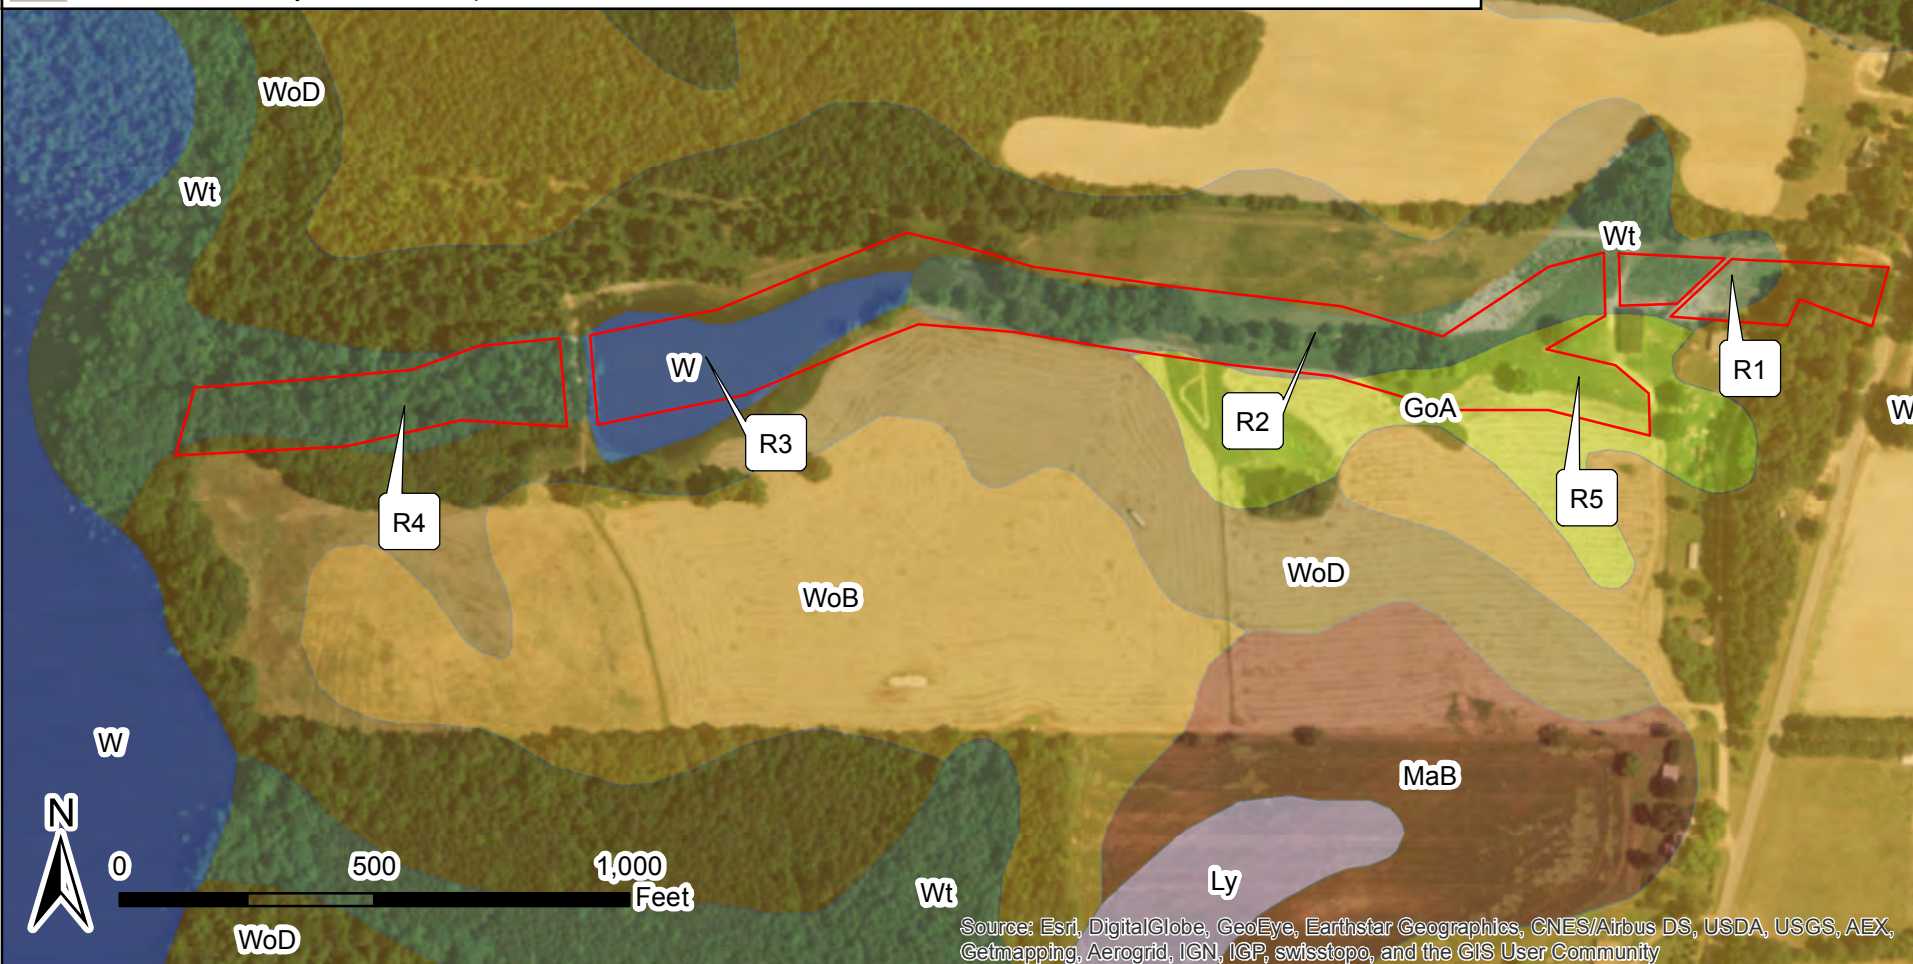 WoD
Wt
Wt
W
R1
R2
GoA
W
R3
R4
R5
WoD
WoB
W
MaB
N
0 500 1,000
Feet
Ly
Wt
WoD
Source: Esri, DigitalGlobe, GeoEye, Earthstar Geographics, CNES/Airbus DS, USDA, USGS, AEX,
Getmapping, Aerogrid, IGN, IGP, swisstopo, and the GIS User Community